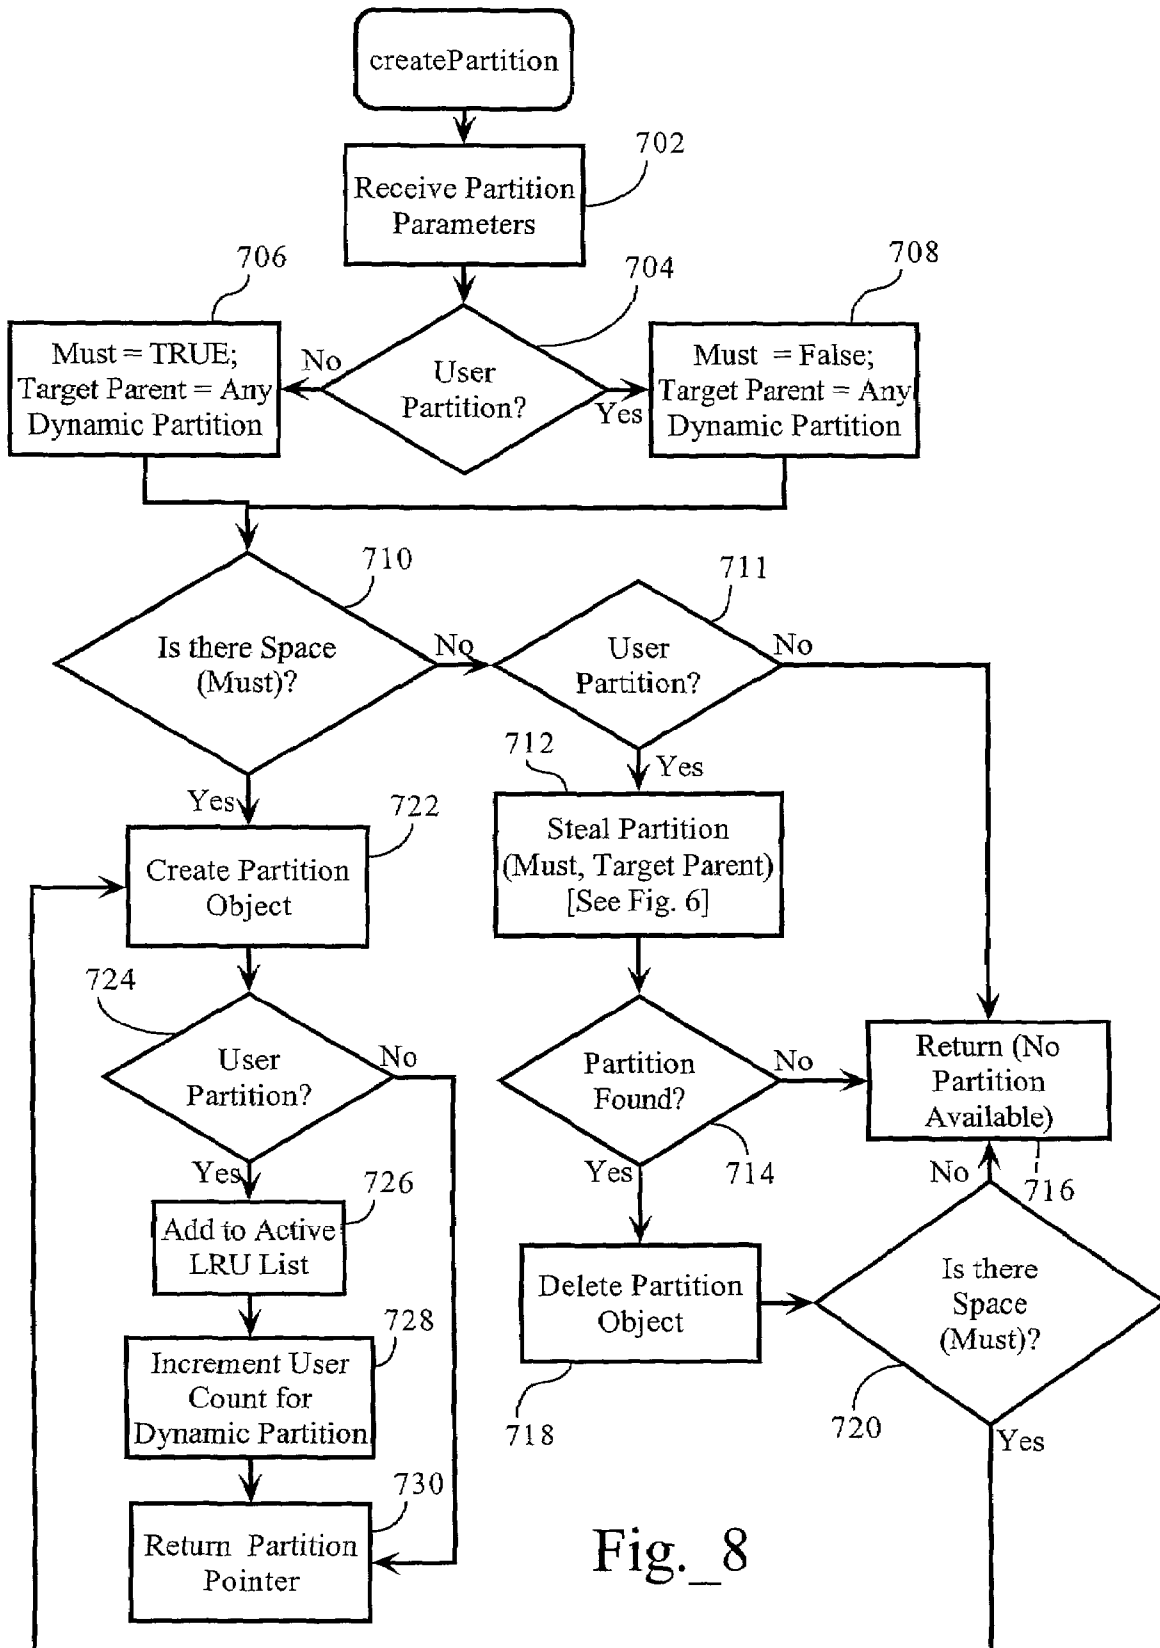 createPartition
702
Receive Partition
Parameters
706
704
708
Must = TRUE;
Target Parent = Any
Dynamic Partition
No
User
Partition?
Yes
Must = False;
Target Parent = Any
Dynamic Partition
710
711
Is there Space
(Must)?
No
User
Partition?
No
712
Yes
Yes
722
Steal Partition
(Must, Target Parent)
[See Fig. 6]
Create Partition
Object
724
User
Partition?
No
Partition
Found?
No
Return (No
Partition
Available)
Yes
Yes
714
No
716
726
Add to Active
LRU List
Delete Partition
Object
Is there
Space
(Must)?
728
Increment User
Count for
Dynamic Partition
718
720
Yes
730
Return Partition
Pointer
Fig._8